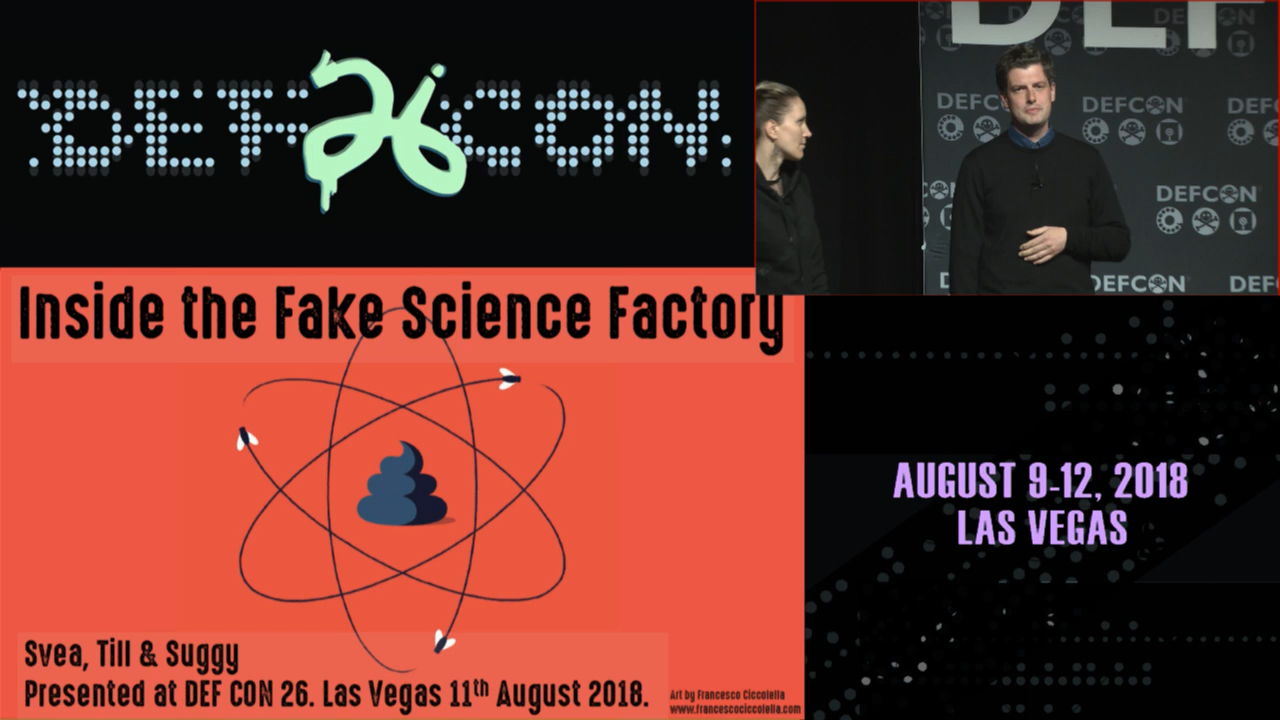 DEF 26 CON
DEF
DEFCON
DEFCON
DEFCON
DEFCON
DEFCON
Inside the Fake Science Factory
AUGUST 9-12, 2018
LAS VEGAS
Svea, Till & Suggy
Presented at DEF CON 26. Las Vegas 11th August 2018.
Art by Francesco Ciccolella
www.francescociccolella.com